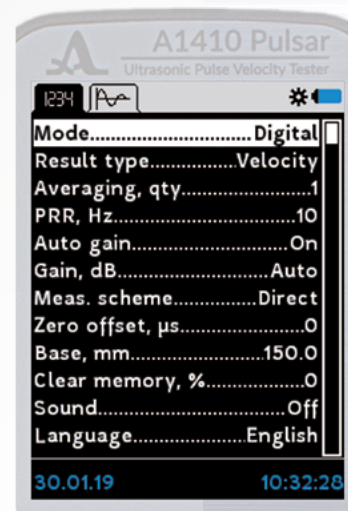 A1410 Pulsar
Ultrasonic Pulse Velocity Tester
1234
Mode..............................Digital
Result type................Velocity
Averaging, qty.......................1
PRR, Hz...............................10
Auto gain..........................On
Gain, dB..........................Auto
Meas. scheme..............Direct
Zero offset, µs.....................0
Base, mm......................150.0
Clear memory, %..................0
Sound...............................Off
Language....................English
30.01.19 10:32:28